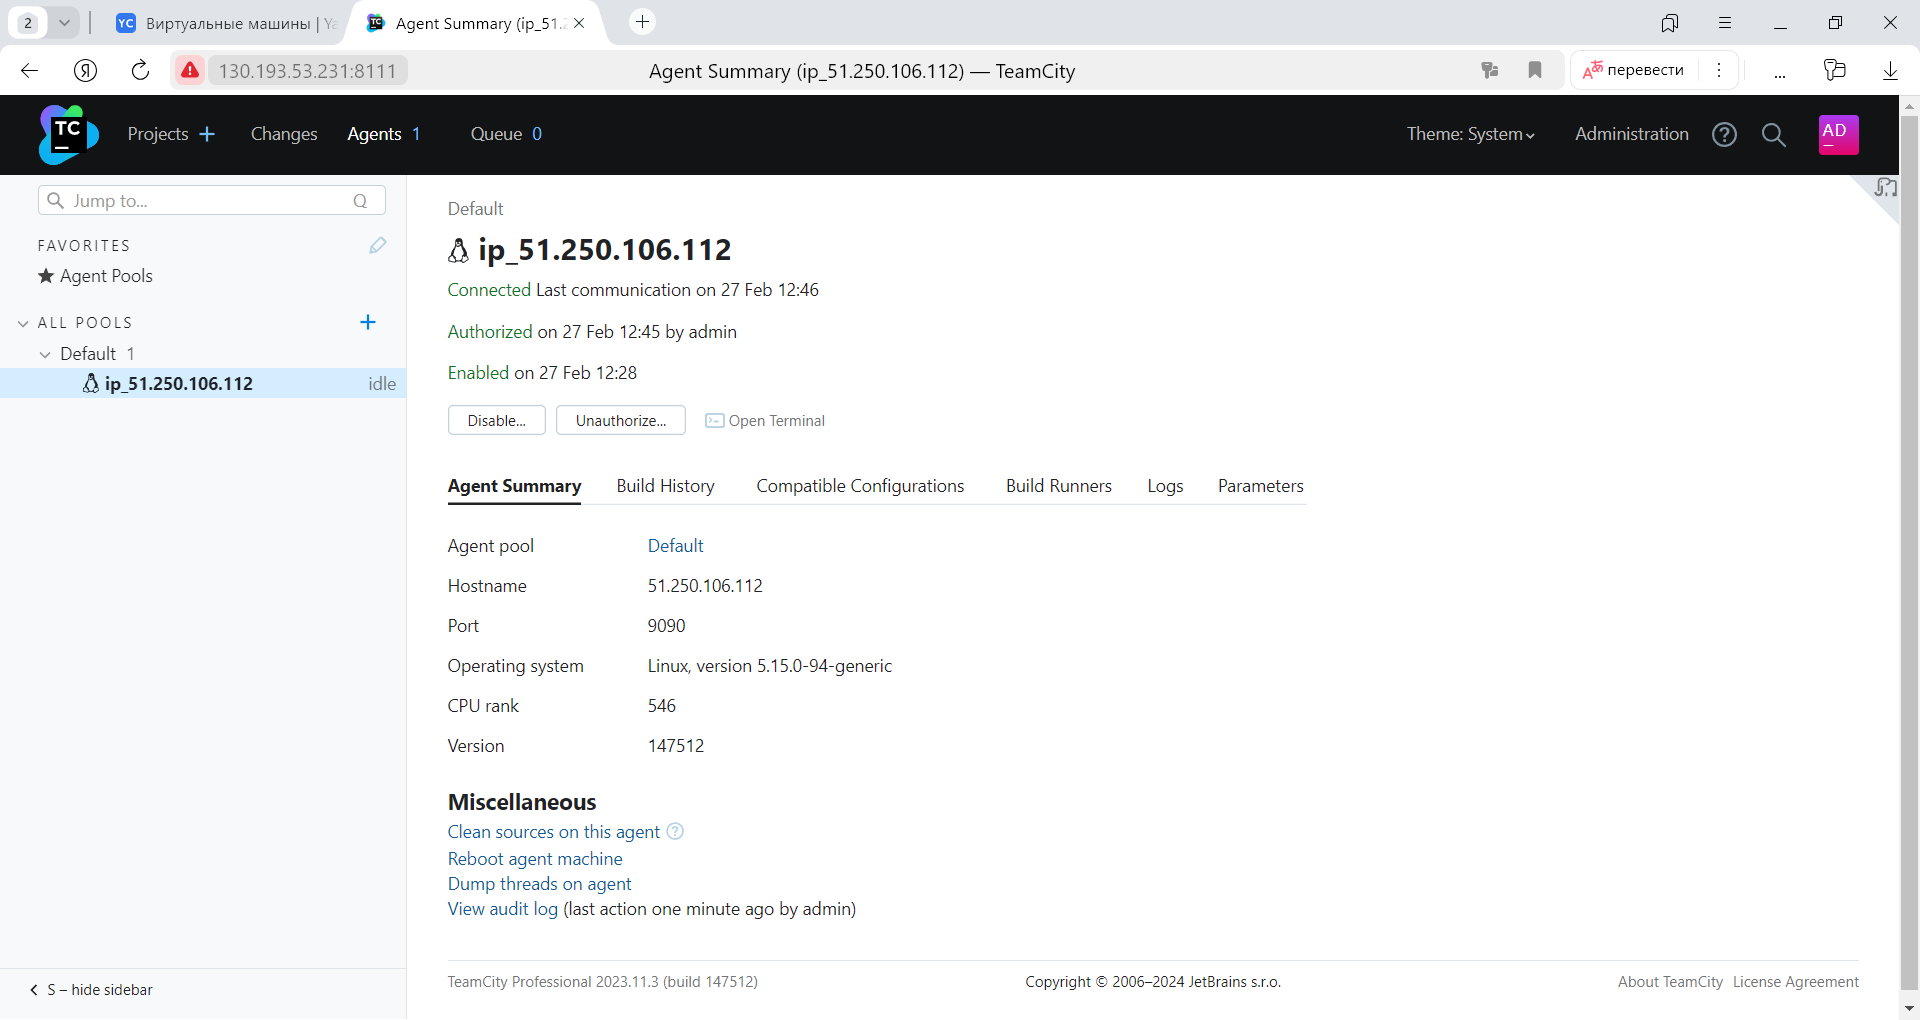 2
YC Виртуальные машины | Ya
Agent Summary (ip_51.2
Я
130.193.53.231:8111
Agent Summary (ip_51.250.106.112) — TeamCity
перевести
...
TC
Projects
Changes
Agents 1
Queue 0
Theme: System
Administration
?
AD
Jump to...
Q
FAVORITES
Agent Pools
ALL POOLS
Default 1
ip_51.250.106.112
idle
S – hide sidebar
Default
ip_51.250.106.112
Connected Last communication on 27 Feb 12:46
Authorized on 27 Feb 12:45 by admin
Enabled on 27 Feb 12:28
Disable...
Unauthorize...
Open Terminal
Agent Summary
Build History
Compatible Configurations
Build Runners
Logs
Parameters
Agent pool Default
Hostname 51.250.106.112
Port 9090
Operating system Linux, version 5.15.0-94-generic
CPU rank 546
Version 147512
Miscellaneous
Clean sources on this agent ?
Reboot agent machine
Dump threads on agent
View audit log (last action one minute ago by admin)
TeamCity Professional 2023.11.3 (build 147512)
Copyright © 2006–2024 JetBrains s.r.o.
About TeamCity
License Agreement